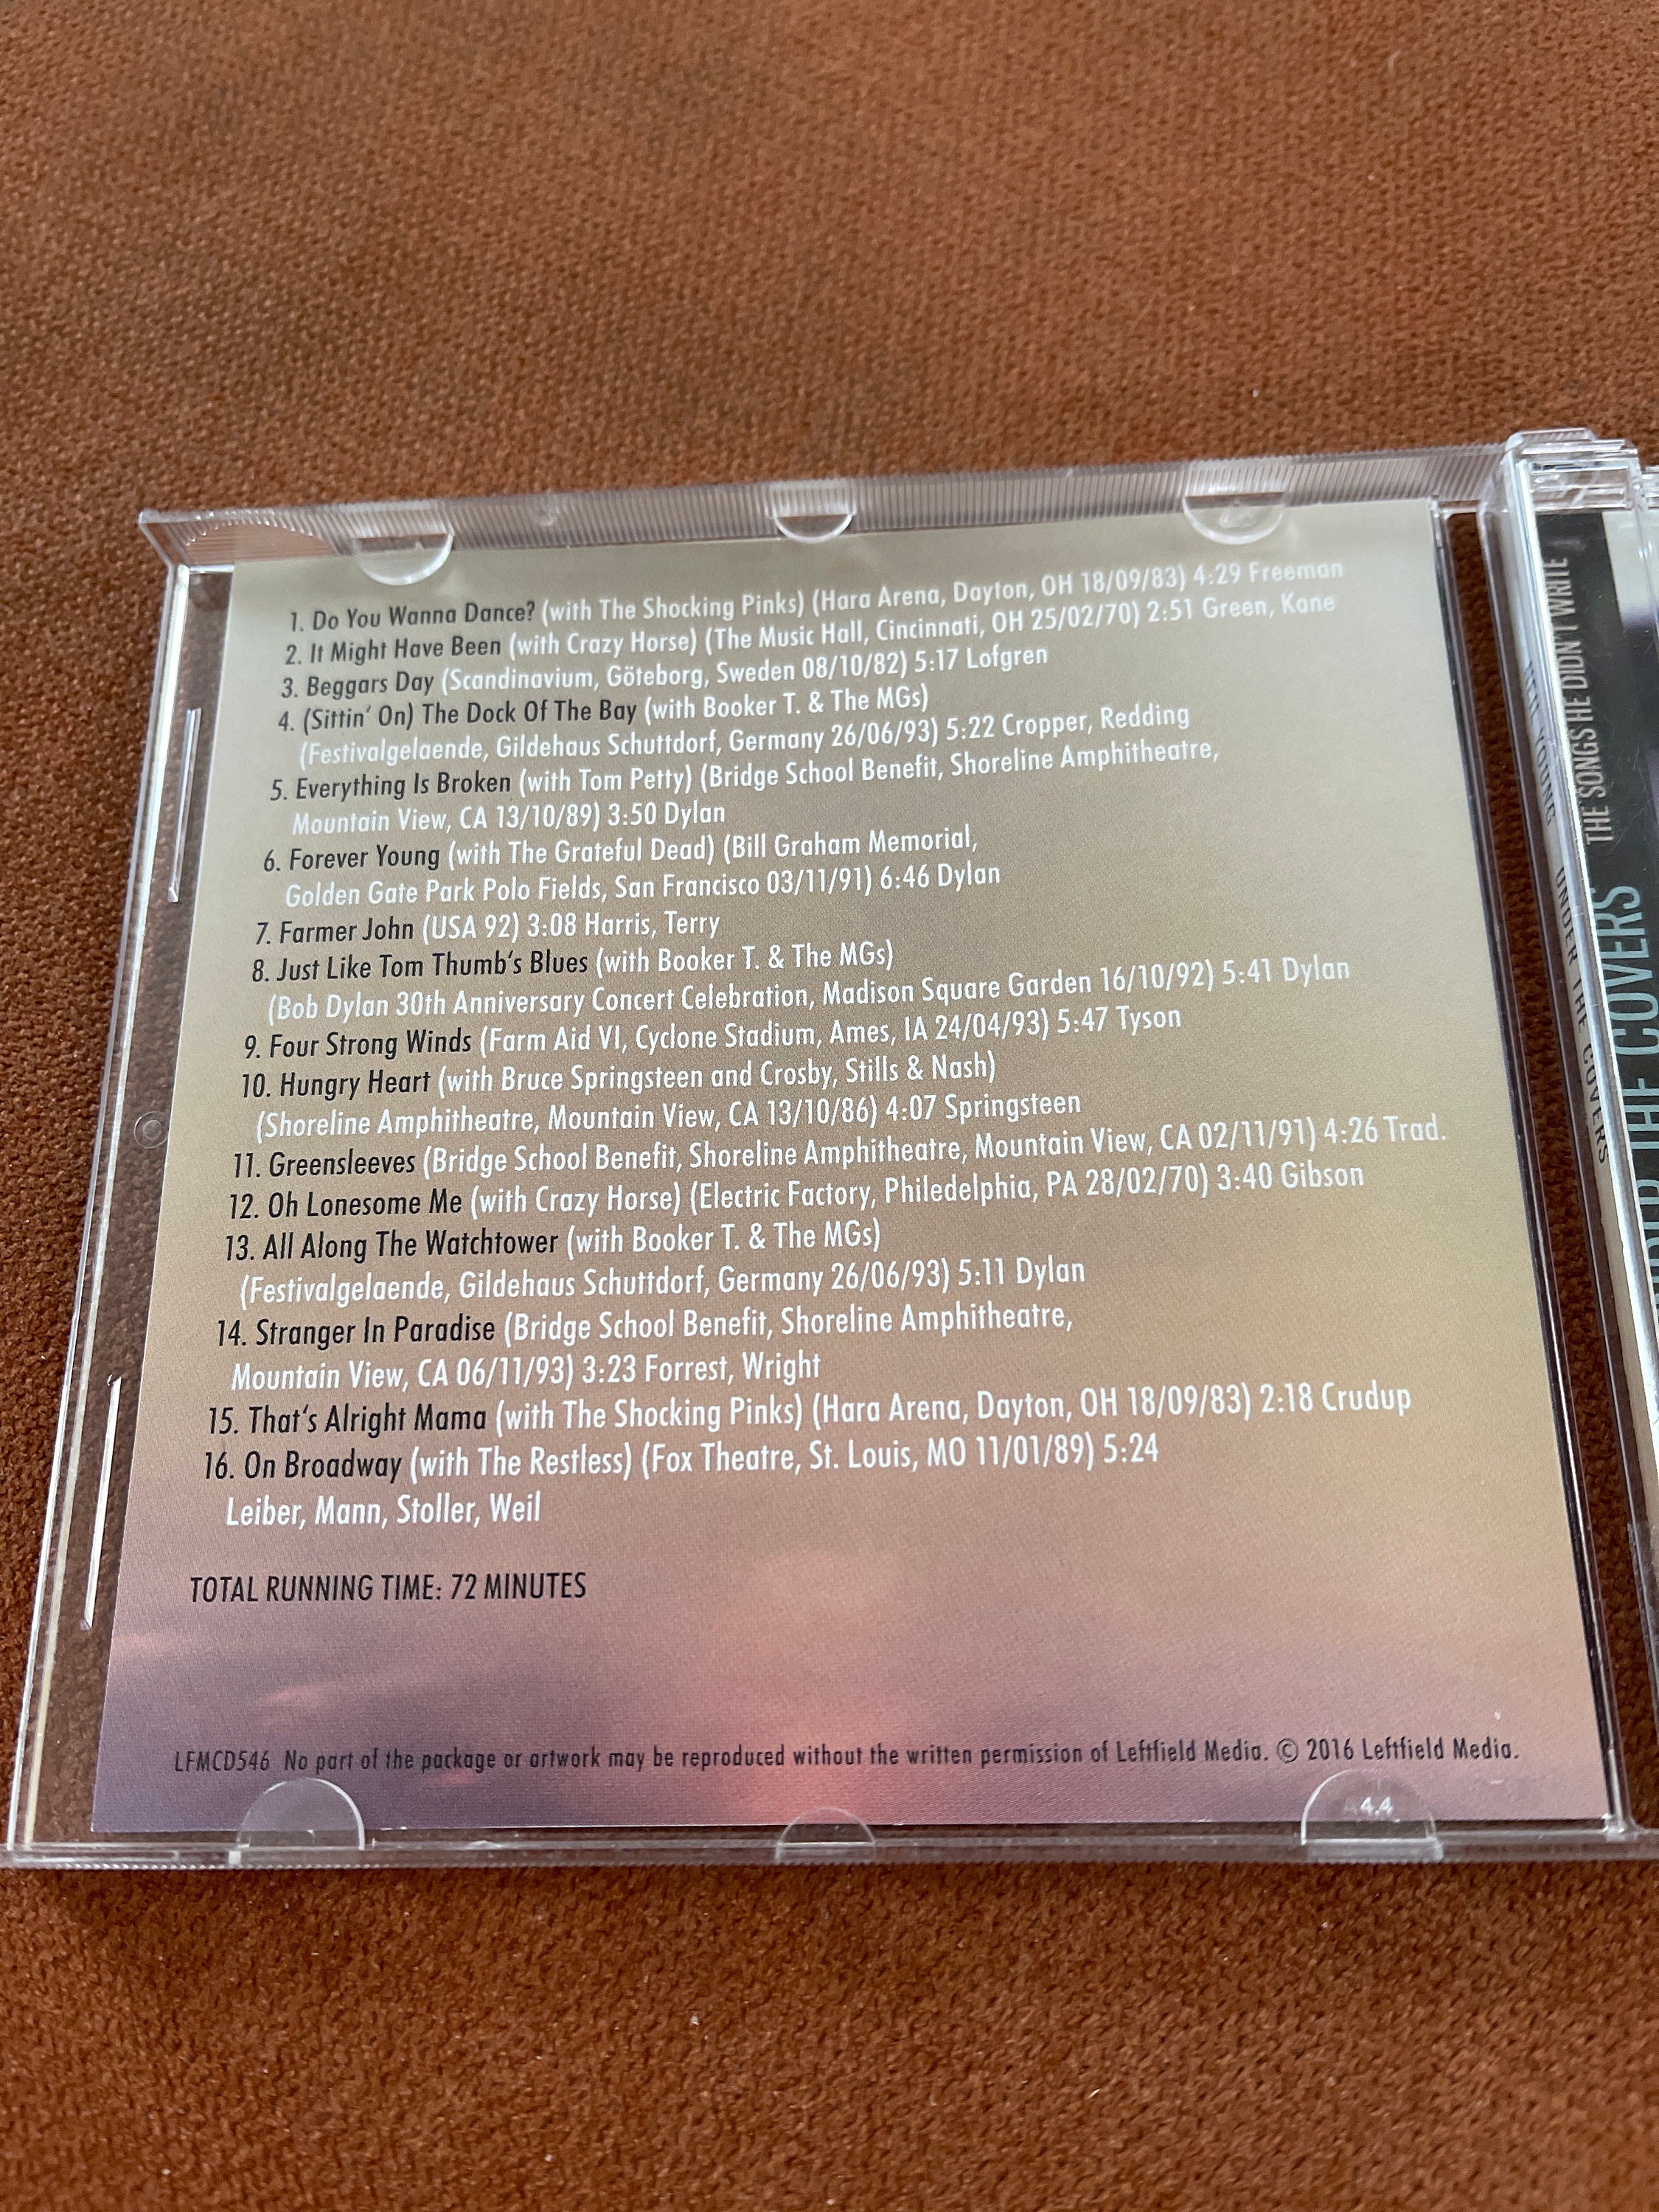 1. Do You Wanna Dance? (with The Shocking Pinks) (Hara Arena, Dayton, OH 18/09/83) 4:29 Freeman
2. It Might Have Been (with Crazy Horse) (The Music Hall, Cincinnati, OH 25/02/70) 2:51 Green, Kane
3. Beggars Day (Scandinavium, Göteborg, Sweden 08/10/82) 5:17 Lofgren
4. (Sittin' On) The Dock Of The Bay (with Booker T. & The MGs)
(Festivalgelaende, Gildehaus Schuttdorf, Germany 26/06/93) 5:22 Cropper, Redding
5. Everything Is Broken (with Tom Petty) (Bridge School Benefit, Shoreline Amphitheatre,
Mountain View, CA 13/10/89) 3:50 Dylan
6. Forever Young (with The Grateful Dead) (Bill Graham Memorial,
Golden Gate Park Polo Fields, San Francisco 03/11/91) 6:46 Dylan
7. Farmer John (USA 92) 3:08 Harris, Terry
8. Just Like Tom Thumb's Blues (with Booker T. & The MGs)
(Bob Dylan 30th Anniversary Concert Celebration, Madison Square Garden 16/10/92) 5:41 Dylan
9. Four Strong Winds (Farm Aid VI, Cyclone Stadium, Ames, IA 24/04/93) 5:47 Tyson
10. Hungry Heart (with Bruce Springsteen and Crosby, Stills & Nash)
(Shoreline Amphitheatre, Mountain View, CA 13/10/86) 4:07 Springsteen
11. Greensleeves (Bridge School Benefit, Shoreline Amphitheatre, Mountain View, CA 02/11/91) 4:26 Trad.
12. Oh Lonesome Me (with Crazy Horse) (Electric Factory, Philedelphia, PA 28/02/70) 3:40 Gibson
13. All Along The Watchtower (with Booker T. & The MGs)
(Festivalgelaende, Gildehaus Schuttdorf, Germany 26/06/93) 5:11 Dylan
14. Stranger In Paradise (Bridge School Benefit, Shoreline Amphitheatre,
Mountain View, CA 06/11/93) 3:23 Forrest, Wright
15. That's Alright Mama (with The Shocking Pinks) (Hara Arena, Dayton, OH 18/09/83) 2:18 Crudup
16. On Broadway (with The Restless) (Fox Theatre, St. Louis, MO 11/01/89) 5:24
Leiber, Mann, Stoller, Weil
TOTAL RUNNING TIME: 72 MINUTES
LFMCD546 No part of the package or artwork may be reproduced without the written permission of Leftfield Media. © 2016 Leftfield Media.
4.4
YOUNG UNDER THE COVERS
THE SONGS HE DIDN'T WRITE
THE COVERS